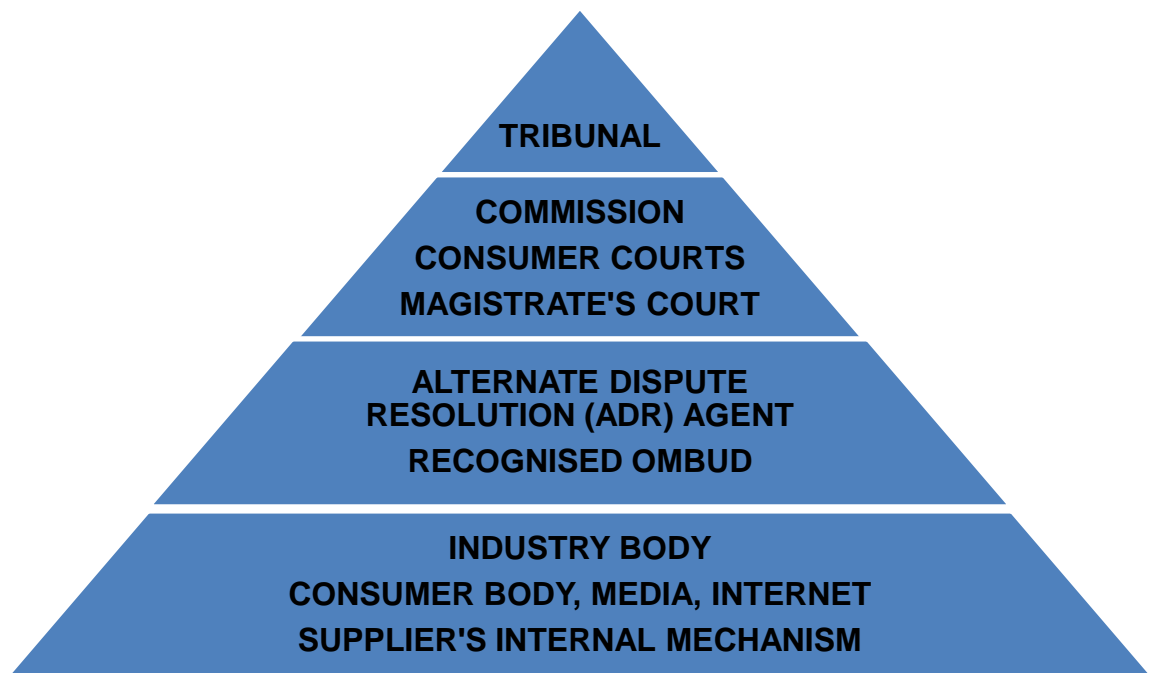 TRIBUNAL
COMMISSION
CONSUMER COURTS
MAGISTRATE'S COURT
ALTERNATE DISPUTE
RESOLUTION (ADR) AGENT
RECOGNISED OMBUD
INDUSTRY BODY
CONSUMER BODY, MEDIA, INTERNET
SUPPLIER'S INTERNAL MECHANISM